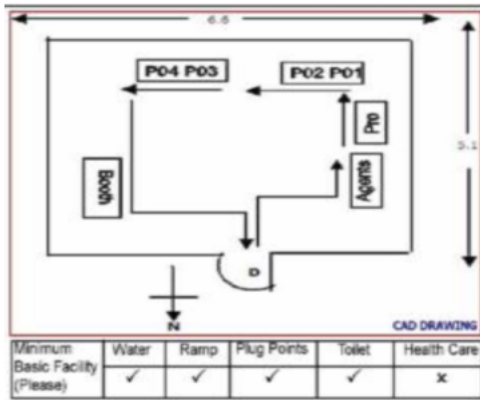 6.6
P04 P03
P02 P01
Pro
5.1
Booth
Agents
D
N
CAD DRAWING
Minimum Basic Facility (Please) Water Ramp Plug Points Toilet Health Care
✓ ✓ ✓ ✓ x